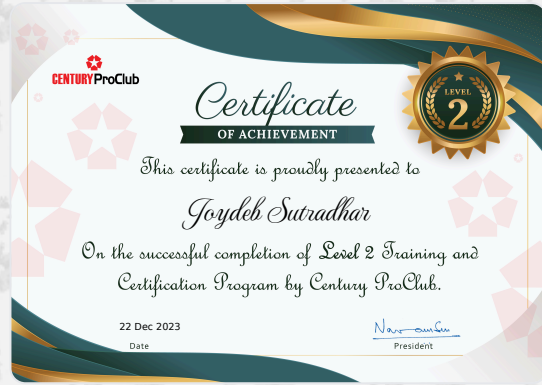 CENTURY ProClub
Certificate
OF ACHIEVEMENT
LEVEL
2
This certificate is proudly presented to
Joydeb Sutradhar
On the successful completion of Level 2 Training and
Certification Program by Century ProClub.
22 Dec 2023
Date
President